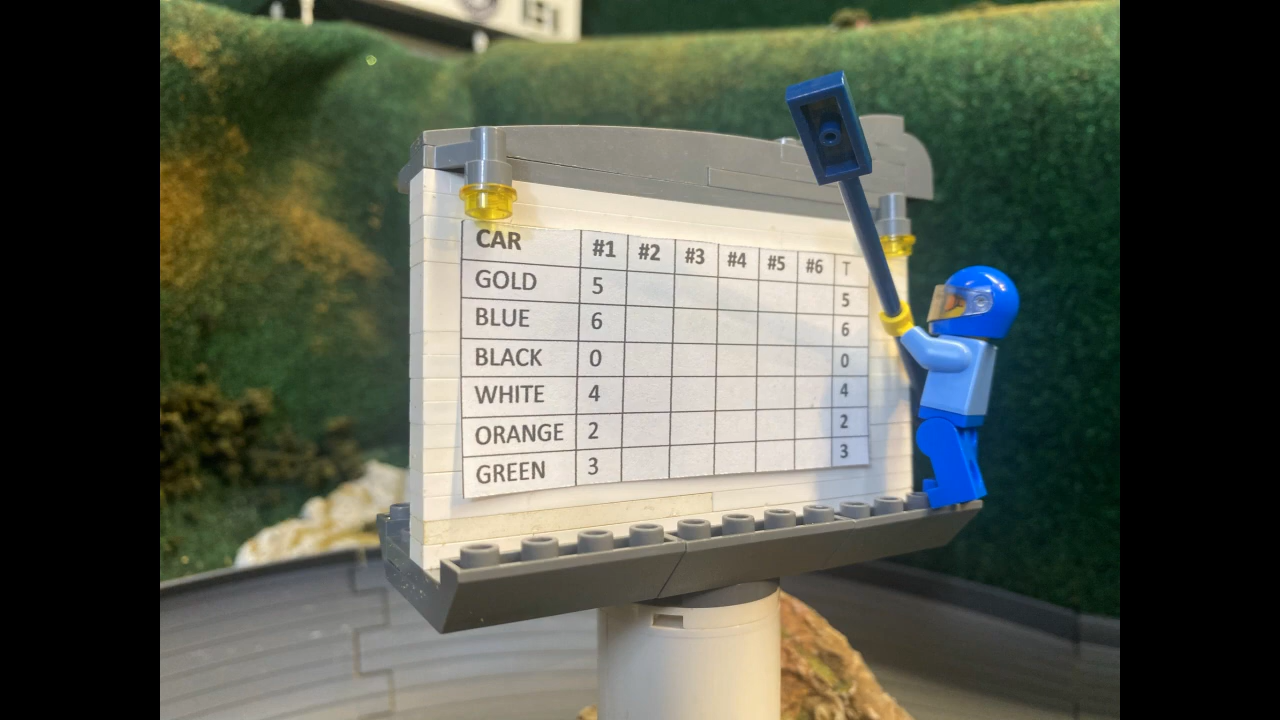 CAR #1 #2 #3 #4 #5 #6 T
GOLD 5 5
BLUE 6 6
BLACK 0 0
WHITE 4 4
ORANGE 2 2
GREEN 3 3